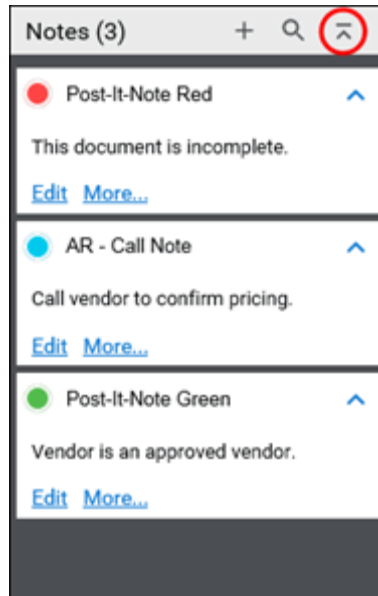 Notes (3)
Post-It-Note Red
This document is incomplete.
Edit More...
AR - Call Note
Call vendor to confirm pricing.
Edit More...
Post-It-Note Green
Vendor is an approved vendor.
Edit More...